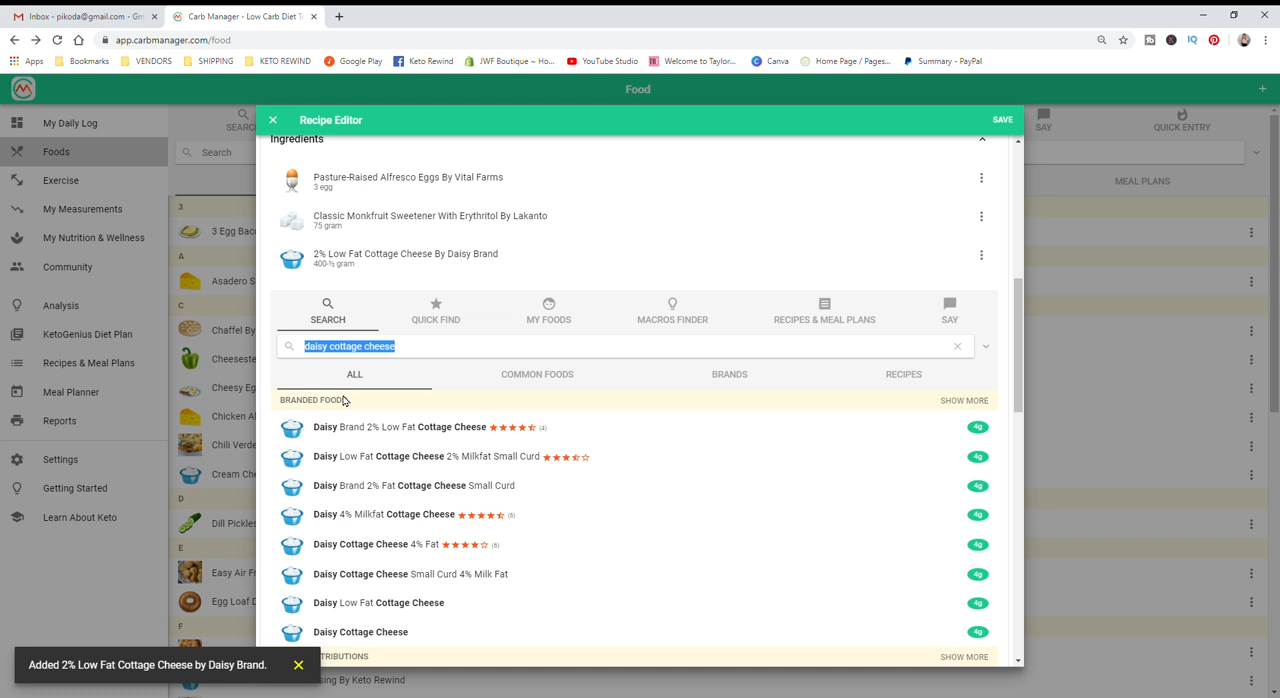 Inbox - pikoda@gmail.com - Gm
Carb Manager - Low Carb Diet Tr
app.carbmanager.com/food
Apps
Bookmarks
VENDORS
SHIPPING
KETO REWIND
Google Play
Keto Rewind
JWF Boutique ~ Ho...
YouTube Studio
Welcome to Taylor...
Canva
Home Page / Pages...
Summary - PayPal
Food
My Daily Log
Foods
Exercise
My Measurements
My Nutrition & Wellness
Community
Analysis
KetoGenius Diet Plan
Recipes & Meal Plans
Meal Planner
Reports
Settings
Getting Started
Learn About Keto
SEARC
Search
3
3 Egg Baco
A
Asadero S
C
Chaffel By
Cheeseste
Cheesy Eg
Chicken Al
Chili Verde
Cream Che
D
Dill Pickles
E
Easy Air Fr
Egg Loaf D
F
SAY
QUICK ENTRY
MEAL PLANS
Recipe Editor
SAVE
Ingredients
Pasture-Raised Alfresco Eggs By Vital Farms
3 egg
Classic Monkfruit Sweetener With Erythritol By Lakanto
75 gram
2% Low Fat Cottage Cheese By Daisy Brand
400-½ gram
SEARCH
QUICK FIND
MY FOODS
MACROS FINDER
RECIPES & MEAL PLANS
SAY
daisy cottage cheese
ALL
COMMON FOODS
BRANDS
RECIPES
BRANDED FOODS
SHOW MORE
Daisy Brand 2% Low Fat Cottage Cheese (4) 4g
Daisy Low Fat Cottage Cheese 2% Milkfat Small Curd 4g
Daisy Brand 2% Fat Cottage Cheese Small Curd 4g
Daisy 4% Milkfat Cottage Cheese (6) 4g
Daisy Cottage Cheese 4% Fat (6) 4g
Daisy Cottage Cheese Small Curd 4% Milk Fat 4g
Daisy Low Fat Cottage Cheese 4g
Daisy Cottage Cheese 4g
TRIBUTIONS
SHOW MORE
Added 2% Low Fat Cottage Cheese by Daisy Brand.
sing By Keto Rewind